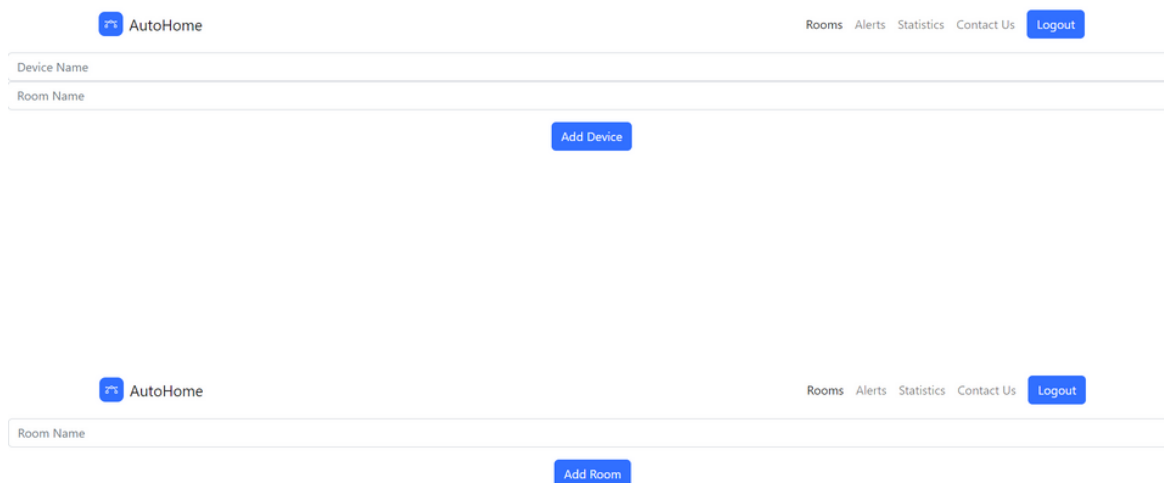 AutoHome Rooms Alerts Statistics Contact Us Logout
Device Name
Room Name
Add Device
AutoHome Rooms Alerts Statistics Contact Us Logout
Room Name
Add Room